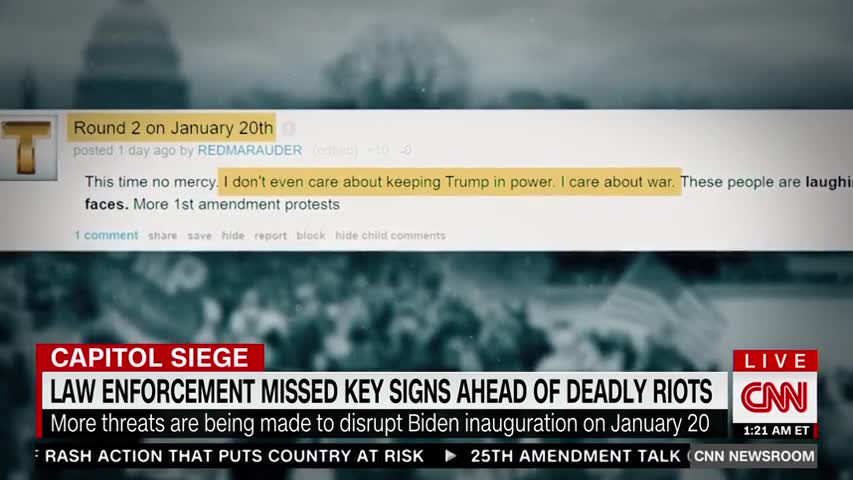 T
Round 2 on January 20th
posted 1 day ago by REDMARAUDER (edited) +10 -0
This time no mercy. I don't even care about keeping Trump in power. I care about war. These people are laughi
faces. More 1st amendment protests
1 comment share save hide report block hide child comments
CAPITOL SIEGE
LAW ENFORCEMENT MISSED KEY SIGNS AHEAD OF DEADLY RIOTS
More threats are being made to disrupt Biden inauguration on January 20
LIVE
CNN
1:21 AM ET
RASH ACTION THAT PUTS COUNTRY AT RISK ▶ 25TH AMENDMENT TALK
CNN NEWSROOM